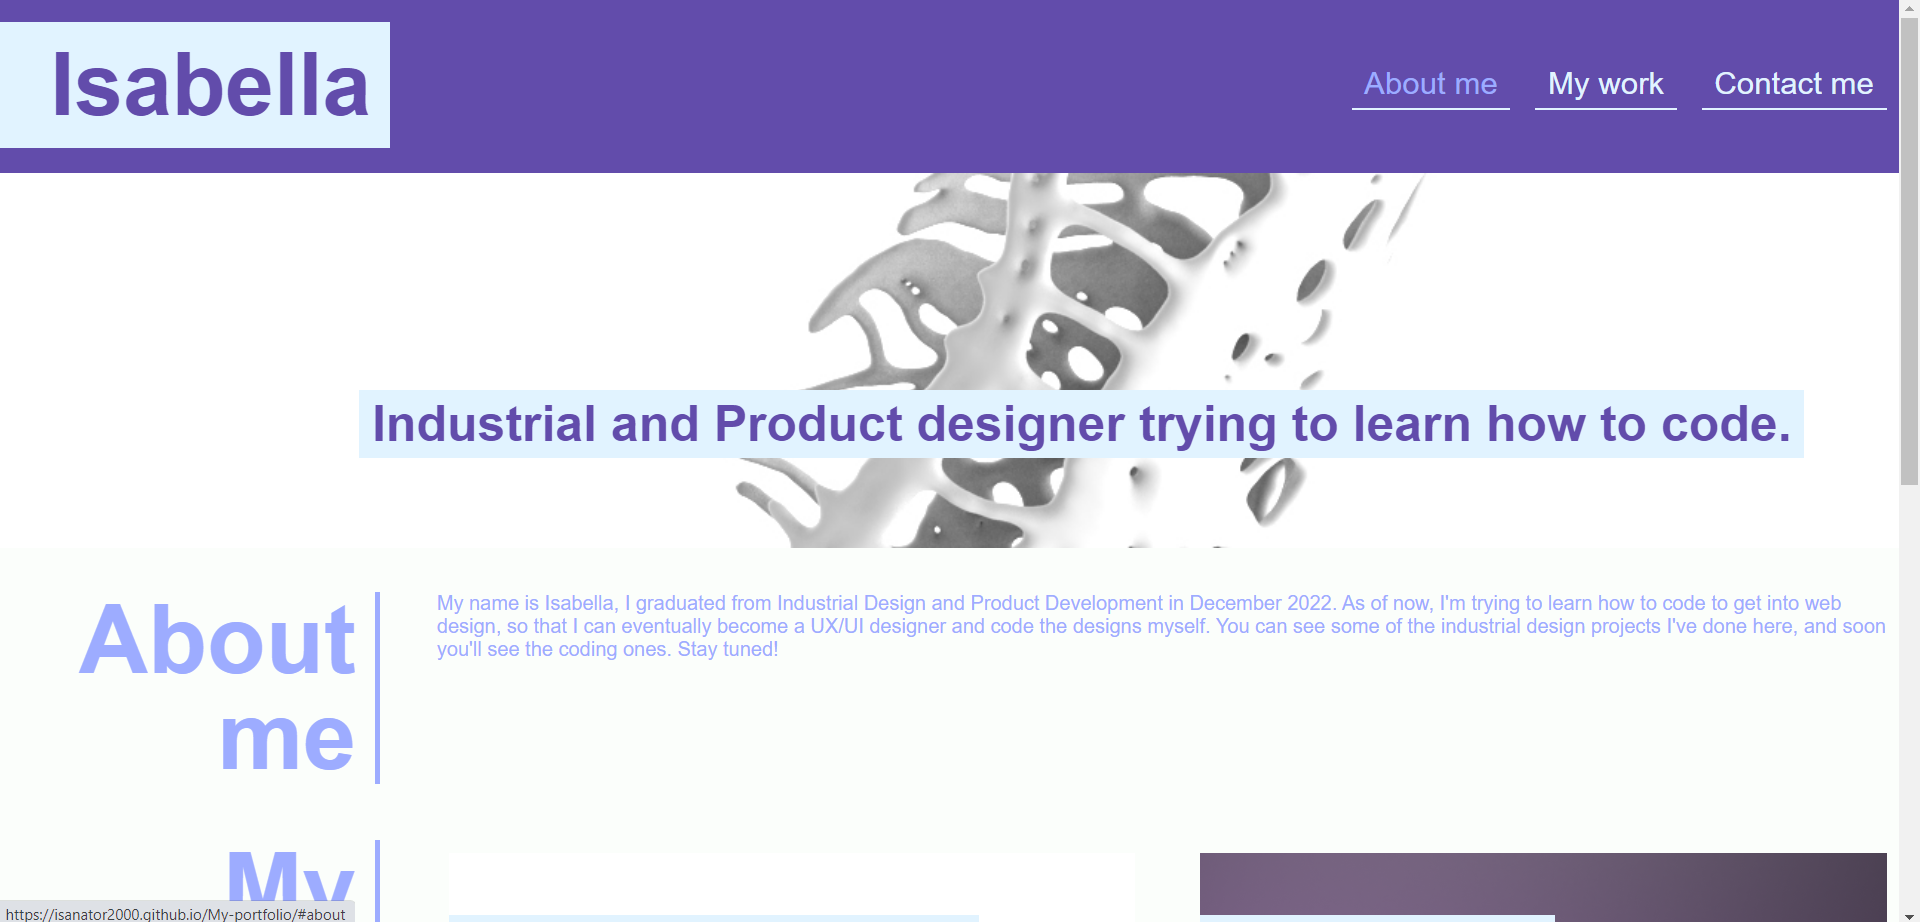 Isabella
About me
My work
Contact me
Industrial and Product designer trying to learn how to code.
About
me
My name is Isabella, I graduated from Industrial Design and Product Development in December 2022. As of now, I'm trying to learn how to code to get into web
design, so that I can eventually become a UX/UI designer and code the designs myself. You can see some of the industrial design projects I've done here, and soon
you'll see the coding ones. Stay tuned!
My
https://isanator2000.github.io/My-portfolio/#about